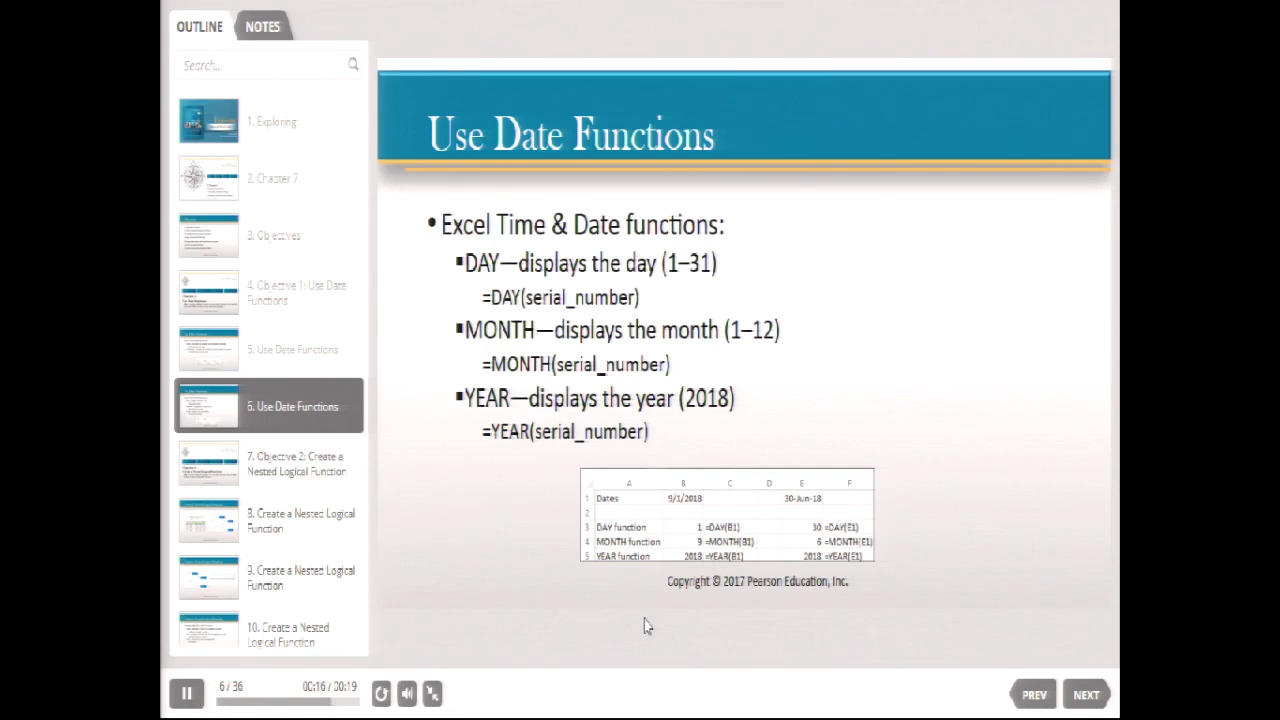 OUTLINE
NOTES
Search...
1. Exploring
2. Chapter 7
3. Objectives
4. Objective 1: Use Date
Functions
5. Use Date Functions
6. Use Date Functions
7. Objective 2: Create a
Nested Logical Function
8. Create a Nested Logical
Function
9. Create a Nested Logical
Function
10. Create a Nested
Logical Function
Use Date Functions
• Excel Time & Date functions:
▪DAY—displays the day (1–31)
=DAY(serial_number)
▪MONTH—displays the month (1–12)
=MONTH(serial_number)
▪YEAR—displays the year (2018)
=YEAR(serial_number)
A B C D E F
1 Dates 9/1/2018 30-Jun-18
2
3 DAY function 1 =DAY(B1) 30 =DAY(E1)
4 MONTH function 9 =MONTH(B1) 6 =MONTH(E1)
5 YEAR function 2018 =YEAR(B1) 2018 =YEAR(E1)
Copyright © 2017 Pearson Education, Inc.
6 / 36 00:16 / 00:19
PREV NEXT